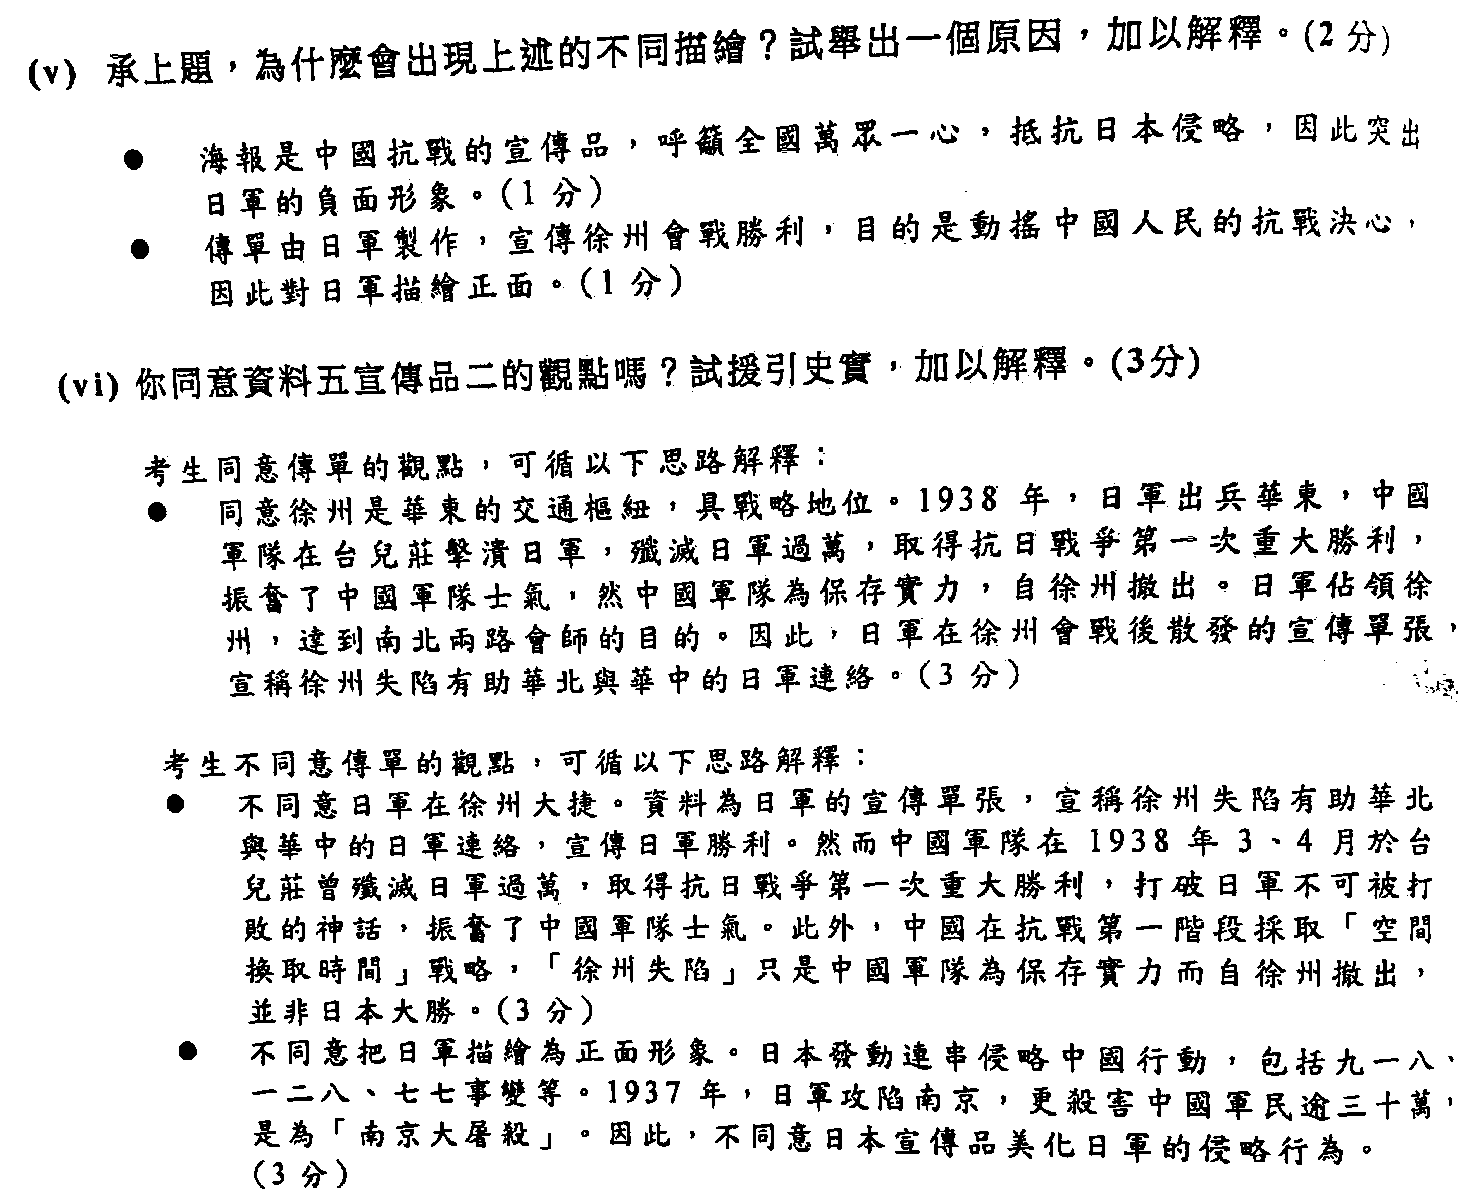 (v) 承上題，為什麼會出現上述的不同描繪？試舉出一個原因，加以解釋。(2 分)
● 海報是中國抗戰的宣傳品，呼籲全國萬眾一心，抵抗日本侵略，因此突出
日軍的負面形象。(1 分)
● 傳單由日軍製作，宣傳徐州會戰勝利，目的是動搖中國人民的抗戰決心，
因此對日軍描繪正面。(1 分)
(vi) 你同意資料五宣傳品二的觀點嗎？試援引史實，加以解釋。(3分)
考生同意傳單的觀點，可循以下思路解釋：
● 同意徐州是華東的交通樞紐，具戰略地位。1938 年，日軍出兵華東，中國
軍隊在台兒莊擊潰日軍，殲滅日軍過萬，取得抗日戰爭第一次重大勝利，
振奮了中國軍隊士氣，然中國軍隊為保存實力，自徐州撤出。日軍佔領徐
州，達到南北兩路會師的目的。因此，日軍在徐州會戰後散發的宣傳單張，
宣稱徐州失陷有助華北與華中的日軍連絡。(3 分)
考生不同意傳單的觀點，可循以下思路解釋：
● 不同意日軍在徐州大捷。資料為日軍的宣傳單張，宣稱徐州失陷有助華北
與華中的日軍連絡，宣傳日軍勝利。然而中國軍隊在 1938 年 3、4 月於台
兒莊曾殲滅日軍過萬，取得抗日戰爭第一次重大勝利，打破日軍不可被打
敗的神話，振奮了中國軍隊士氣。此外，中國在抗戰第一階段採取「空間
換取時間」戰略，「徐州失陷」只是中國軍隊為保存實力而自徐州撤出，
並非日本大勝。(3 分)
● 不同意把日軍描繪為正面形象。日本發動連串侵略中國行動，包括九一八、
一二八、七七事變等。1937 年，日軍攻陷南京，更殺害中國軍民逾三十萬，
是為「南京大屠殺」。因此，不同意日本宣傳品美化日軍的侵略行為。
(3 分)